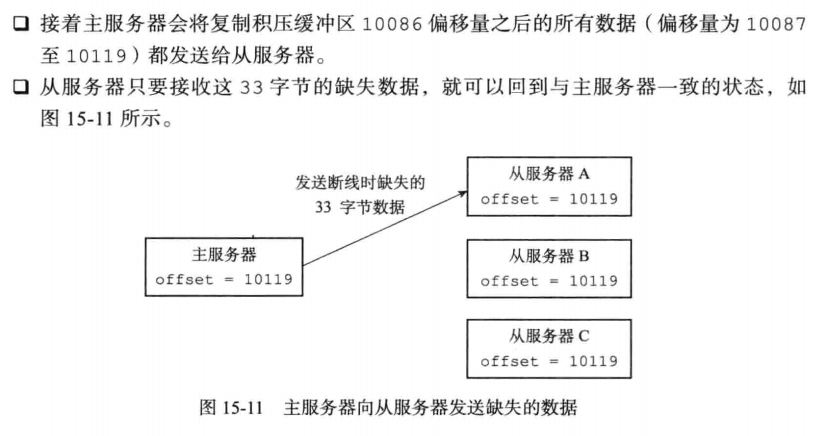 ❏ 接着主服务器会将复制积压缓冲区 10086 偏移量之后的所有数据（偏移量为 10087
至 10119）都发送给从服务器。
❏ 从服务器只要接收这 33 字节的缺失数据，就可以回到与主服务器一致的状态，如
图 15-11 所示。
发送断线时缺失的
33 字节数据
从服务器 A
offset = 10119
主服务器
offset = 10119
从服务器 B
offset = 10119
从服务器 C
offset = 10119
图 15-11 主服务器向从服务器发送缺失的数据